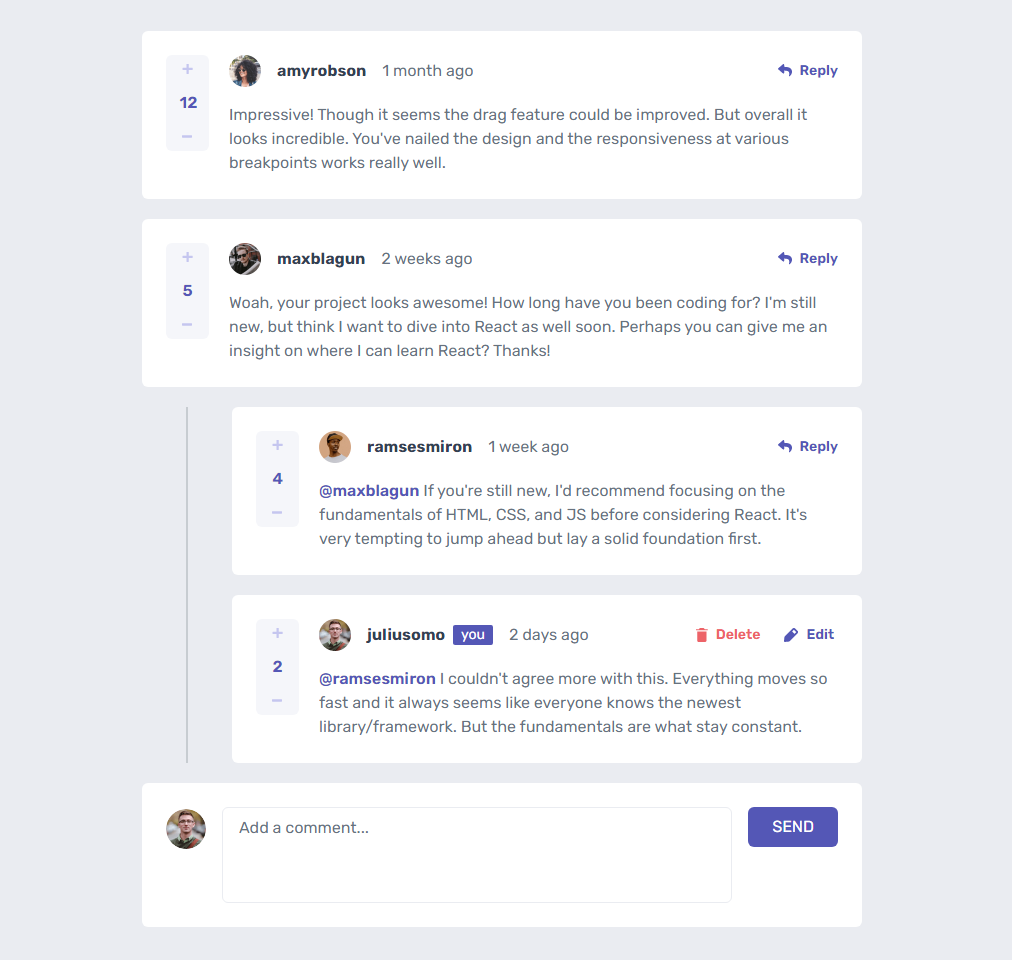 +
12
−
amyrobson 1 month ago Reply
Impressive! Though it seems the drag feature could be improved. But overall it
looks incredible. You've nailed the design and the responsiveness at various
breakpoints works really well.
+
5
−
maxblagun 2 weeks ago Reply
Woah, your project looks awesome! How long have you been coding for? I'm still
new, but think I want to dive into React as well soon. Perhaps you can give me an
insight on where I can learn React? Thanks!
+
4
−
ramsesmiron 1 week ago Reply
@maxblagun If you're still new, I'd recommend focusing on the
fundamentals of HTML, CSS, and JS before considering React. It's
very tempting to jump ahead but lay a solid foundation first.
+
2
−
juliusomo you 2 days ago Delete Edit
@ramsesmiron I couldn't agree more with this. Everything moves so
fast and it always seems like everyone knows the newest
library/framework. But the fundamentals are what stay constant.
Add a comment... SEND